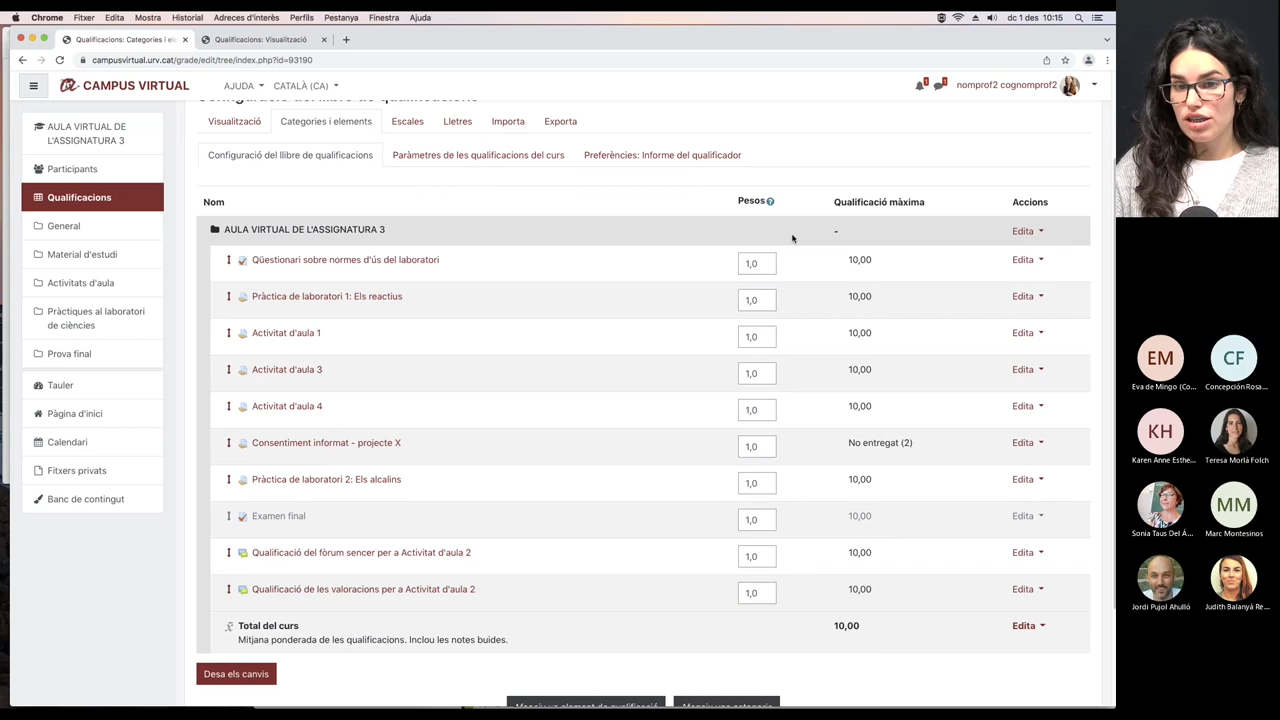 Chrome Fitxer Edita Mostra Historial Adreces d'interès Perfils Pestanya Finestra Ajuda dc 1 des 10:15
Qualificacions: Categories i ele
Qualificacions: Visualització
campusvirtual.urv.cat/grade/edit/tree/index.php?id=93190
CAMPUS VIRTUAL AJUDA CATALÀ (CA) nomprof2 cognomprof2
Visualització Categories i elements Escales Lletres Importa Exporta
Configuració del llibre de qualificacions Paràmetres de les qualificacions del curs Preferències: Informe del qualificador
AULA VIRTUAL DE
L'ASSIGNATURA 3
Participants
Qualificacions
General
Material d'estudi
Activitats d'aula
Pràctiques al laboratori
de ciències
Prova final
Tauler
Pàgina d'inici
Calendari
Fitxers privats
Banc de contingut
Nom Pesos Qualificació màxima Accions
AULA VIRTUAL DE L'ASSIGNATURA 3 - Edita
Qüestionari sobre normes d'ús del laboratori 1,0 10,00 Edita
Pràctica de laboratori 1: Els reactius 1,0 10,00 Edita
Activitat d'aula 1 1,0 10,00 Edita
Activitat d'aula 3 1,0 10,00 Edita
Activitat d'aula 4 1,0 10,00 Edita
Consentiment informat - projecte X 1,0 No entregat (2) Edita
Pràctica de laboratori 2: Els alcalins 1,0 10,00 Edita
Examen final 1,0 10,00 Edita
Qualificació del fòrum sencer per a Activitat d'aula 2 1,0 10,00 Edita
Qualificació de les valoracions per a Activitat d'aula 2 1,0 10,00 Edita
Total del curs 10,00 Edita
Mitjana ponderada de les qualificacions. Inclou les notes buides.
Desa els canvis
EM CF
Eva de Mingo (Co... Concepción Rosa...
KH
Karen Anne Esthe... Teresa Morlà Folch
MM
Sonia Taus Del Á... Marc Montesinos
Jordi Pujol Ahulló Judith Balanyà Re...